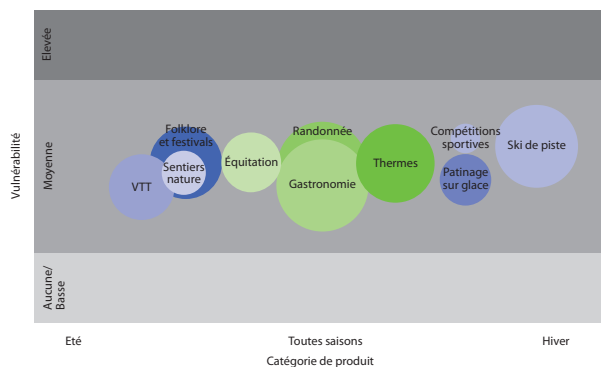 Vulnérabilité
Elevée
Moyenne
Aucune/
Basse
Folklore
et festivals
Sentiers
nature
VTT
Équitation
Randonnée
Gastronomie
Thermes
Compétitions
sportives
Patinage
sur glace
Ski de piste
Eté
Toutes saisons
Hiver
Catégorie de produit